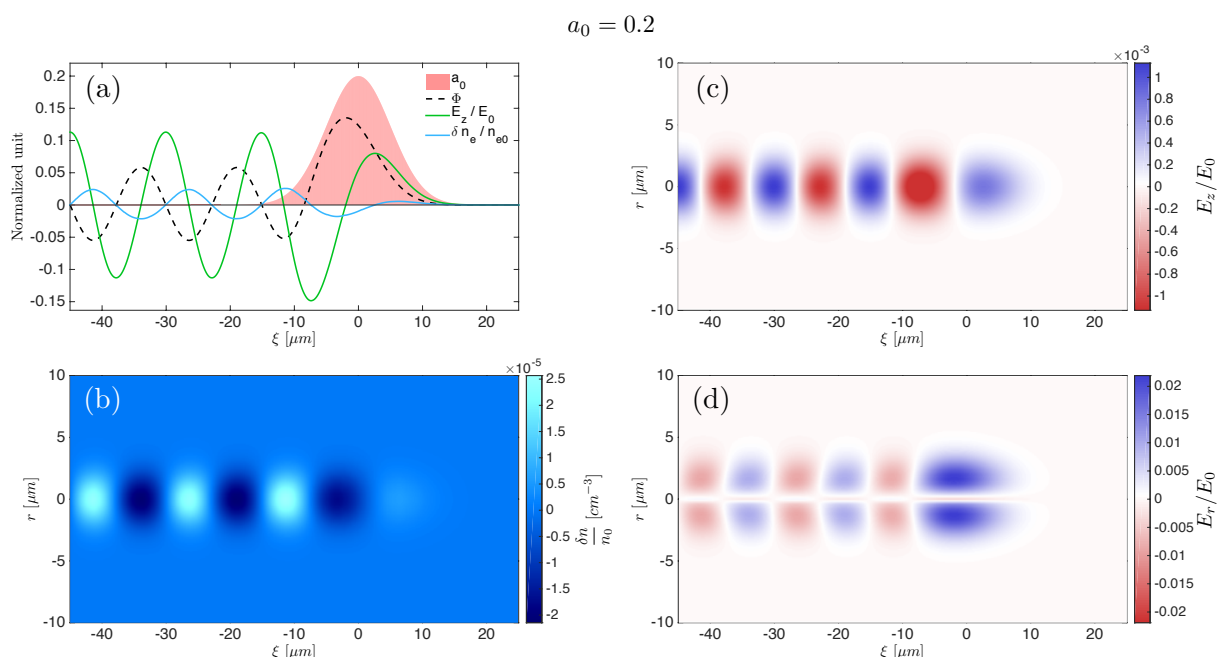 a₀ = 0.2
(a)
a₀
Φ
E_z / E₀
δ n_e / n_e0
Normalized unit
0.2
0.15
0.1
0.05
0
-0.05
-0.1
-0.15
-40 -30 -20 -10 0 10 20
ξ [μm]
(c)
r [μm]
10
5
0
-5
-10
-40 -30 -20 -10 0 10 20
ξ [μm]
×10⁻³
1
0.8
0.6
0.4
0.2
0
-0.2
-0.4
-0.6
-0.8
-1
E_z/E₀
(b)
r [μm]
10
5
0
-5
-10
-40 -30 -20 -10 0 10 20
ξ [μm]
×10⁻⁵
2.5
2
1.5
1
0.5
0
-0.5
-1
-1.5
-2
δn/n₀ [cm⁻³]
(d)
r [μm]
10
5
0
-5
-10
-40 -30 -20 -10 0 10 20
ξ [μm]
0.02
0.015
0.01
0.005
0
-0.005
-0.01
-0.015
-0.02
E_r/E₀